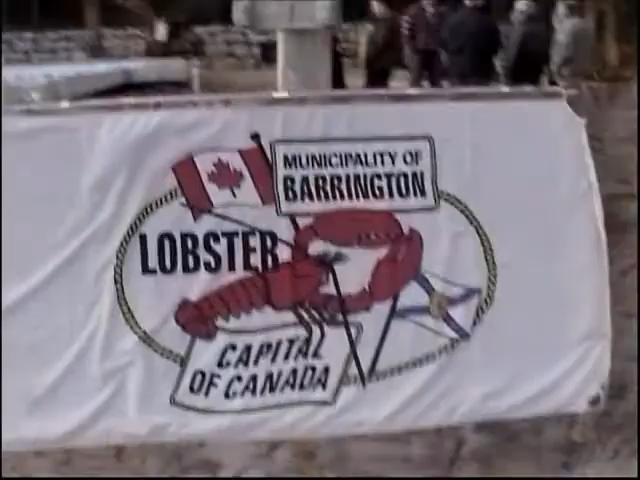 MUNICIPALITY OF
BARRINGTON
LOBSTER
CAPITAL
OF CANADA